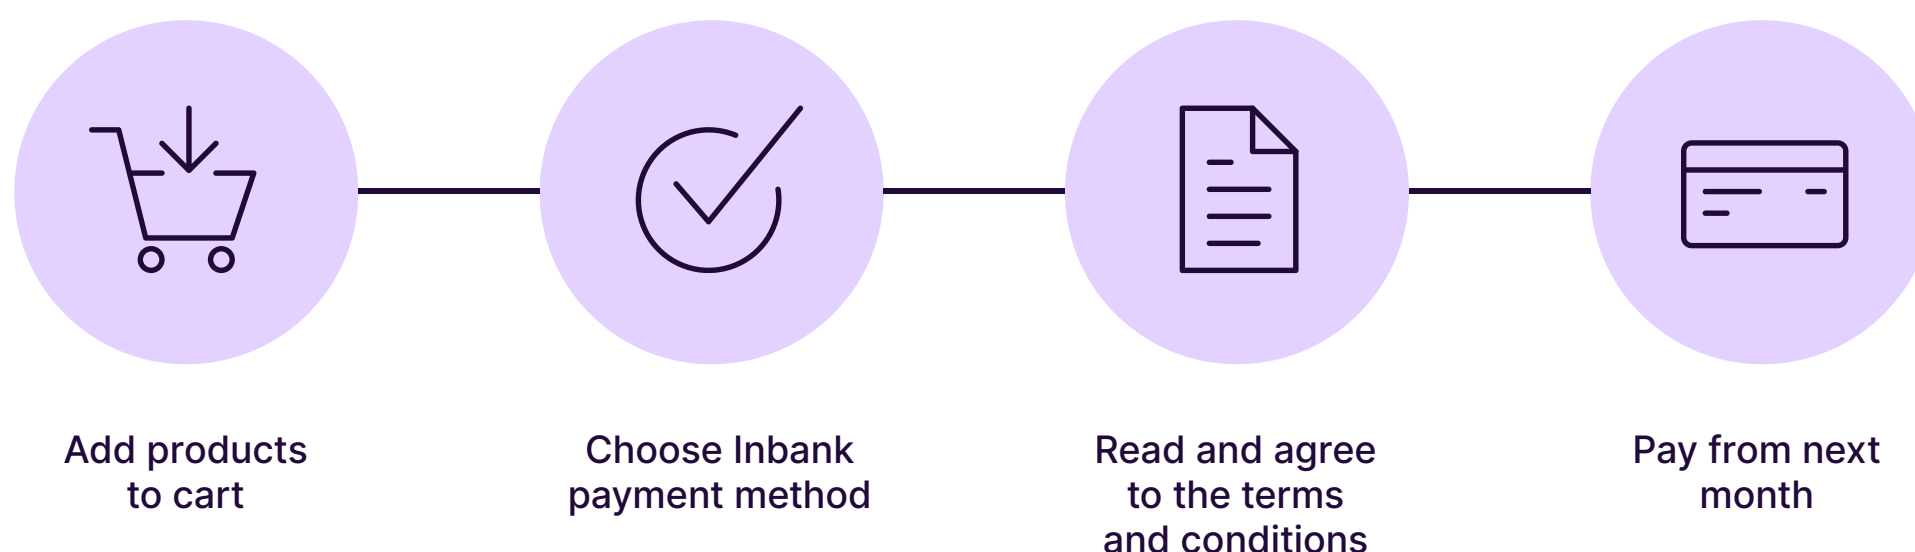 Add products
to cart
Choose Inbank
payment method
Read and agree
to the terms
and conditions
Pay from next
month